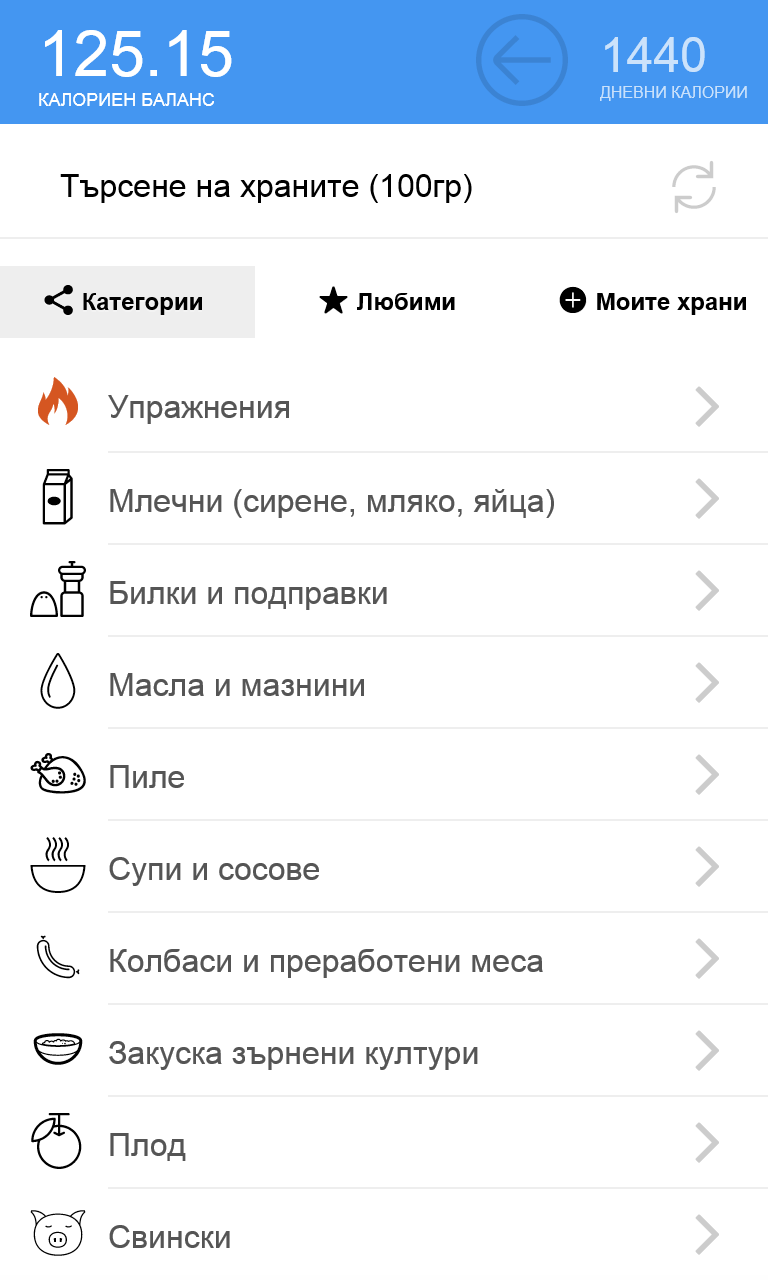 125.15
КАЛОРИЕН БАЛАНС
1440
ДНЕВНИ КАЛОРИИ
Търсене на храните (100гр)
Категории
Любими
Моите храни
Упражнения
Млечни (сирене, мляко, яйца)
Билки и подправки
Масла и мазнини
Пиле
Супи и сосове
Колбаси и преработени меса
Закуска зърнени култури
Плод
Свински